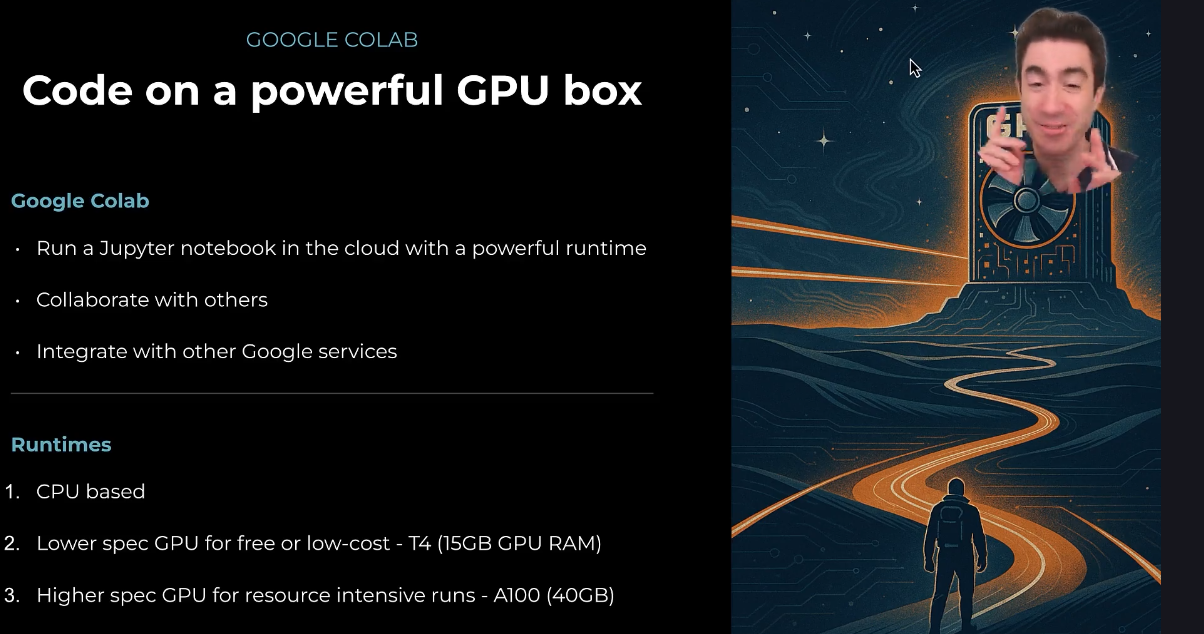 GOOGLE COLAB
Code on a powerful GPU box
Google Colab
• Run a Jupyter notebook in the cloud with a powerful runtime
• Collaborate with others
• Integrate with other Google services
Runtimes
1. CPU based
2. Lower spec GPU for free or low-cost - T4 (15GB GPU RAM)
3. Higher spec GPU for resource intensive runs - A100 (40GB)